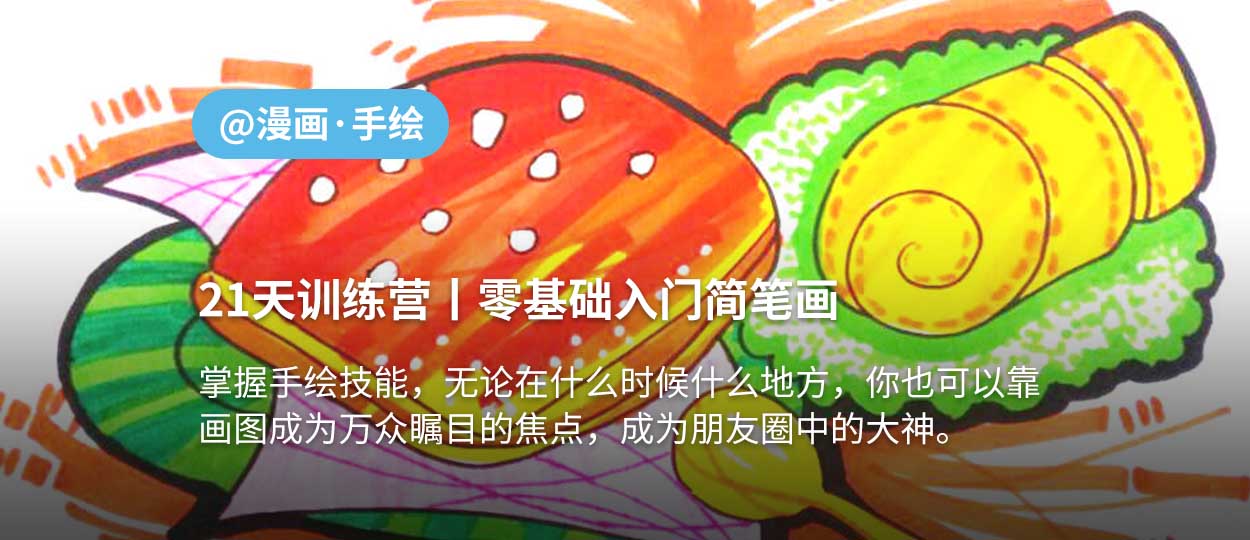 @漫画·手绘
21天训练营丨零基础入门简笔画
掌握手绘技能，无论在什么时候什么地方，你也可以靠
画图成为万众瞩目的焦点，成为朋友圈中的大神。